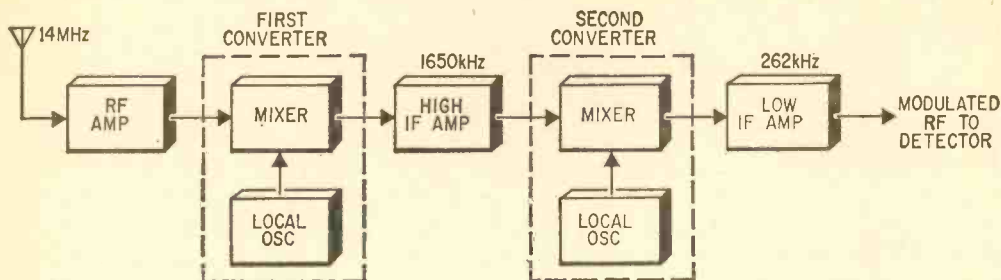 14MHz
RF
AMP
FIRST
CONVERTER
MIXER
LOCAL
OSC
1650kHz
HIGH
IF AMP
SECOND
CONVERTER
MIXER
LOCAL
OSC
262kHz
LOW
IF AMP
MODULATED
RF TO
DETECTOR